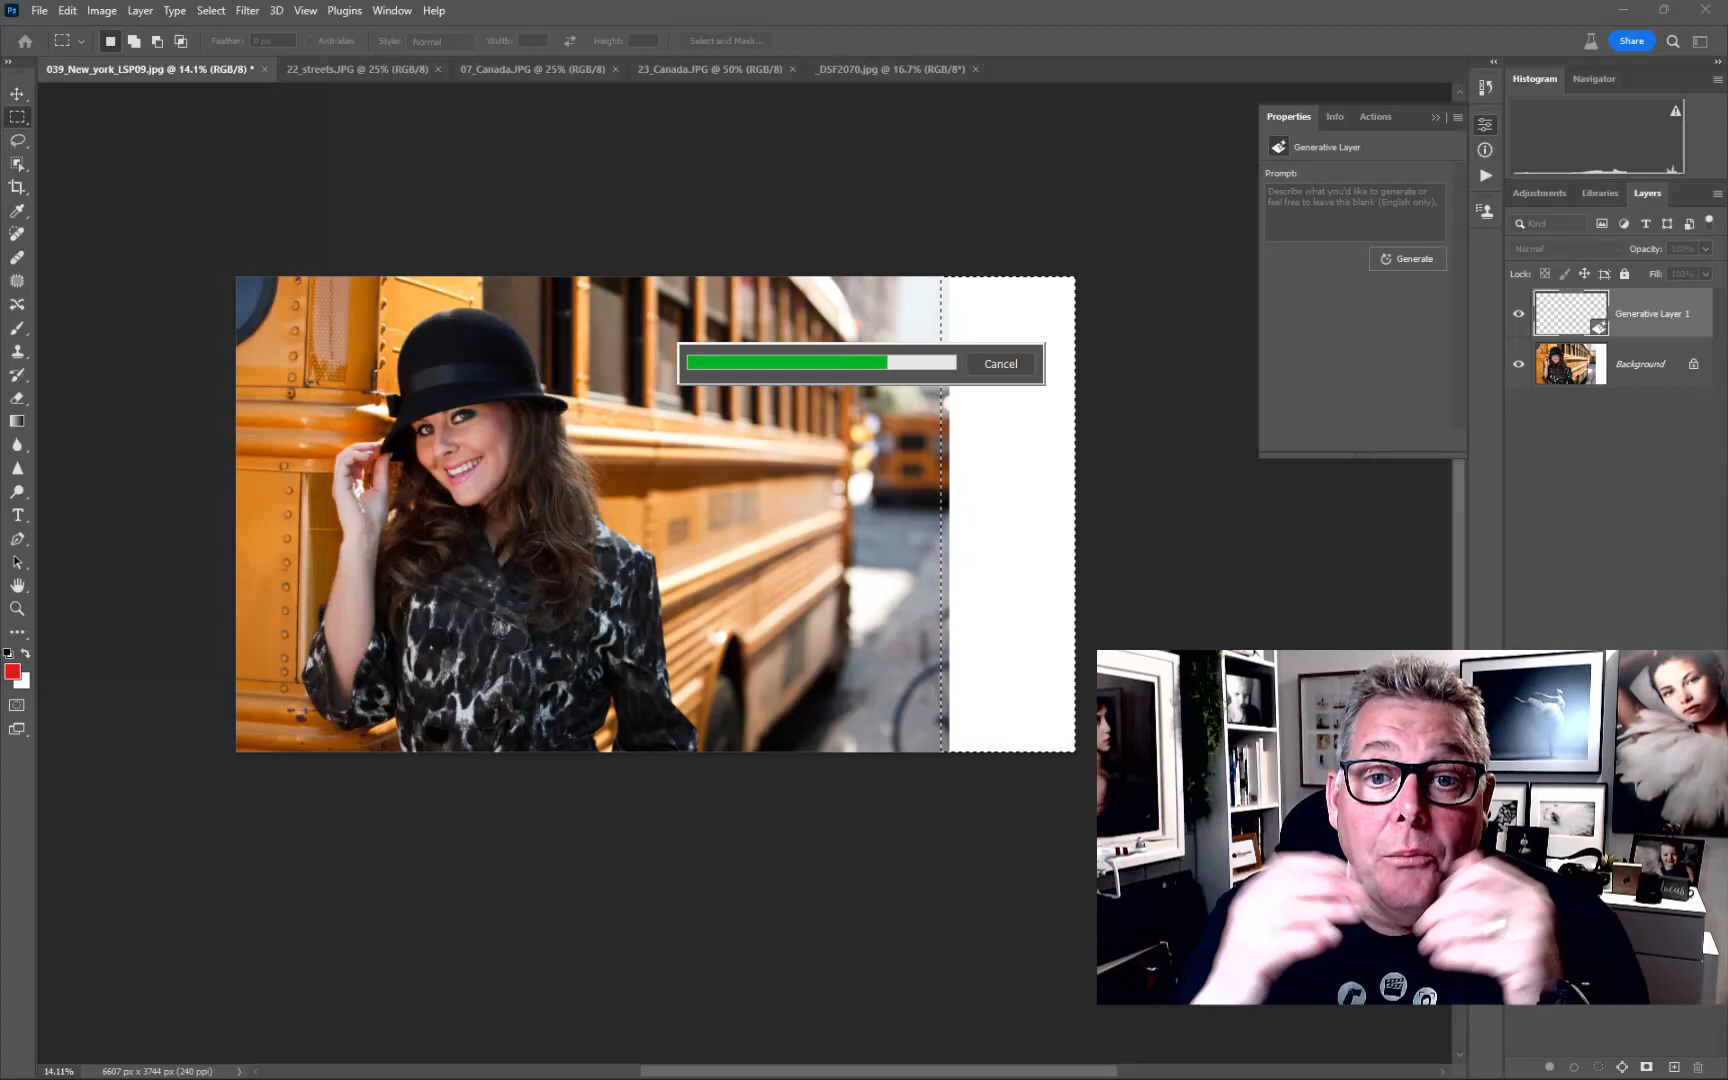 Ps File Edit Image Layer Type Select Filter 3D View Plugins Window Help
Feather: 0 px Anti-alias Style: Normal Width: Height: Select and Mask... Share
039_New_york_LSP09.jpg @ 14.1% (RGB/8) * × 22_streets.JPG @ 25% (RGB/8) × 07_Canada.JPG @ 25% (RGB/8) × 23_Canada.JPG @ 50% (RGB/8) × _DSF2070.jpg @ 16.7% (RGB/8*) ×
Histogram Navigator
Properties Info Actions
Generative Layer
Prompt:
Describe what you'd like to generate or
feel free to leave this blank (English only).
Generate
Adjustments Libraries Layers
Kind
Normal Opacity: 100%
Lock: Fill: 100%
Generative Layer 1
Background
Cancel
14.11% 6607 px x 3744 px (240 ppi)